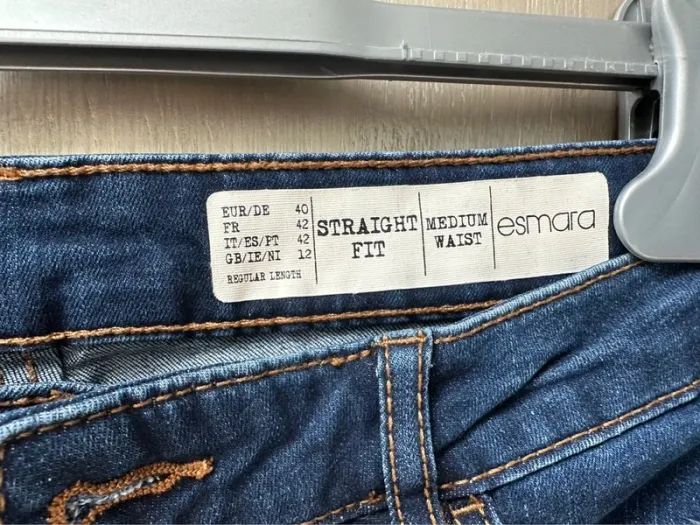 EUR/DE 40
FR 42
IT/ES/PT 42
GB/IE/NI 12
REGULAR LENGTH
STRAIGHT
FIT
MEDIUM
WAIST
esmara